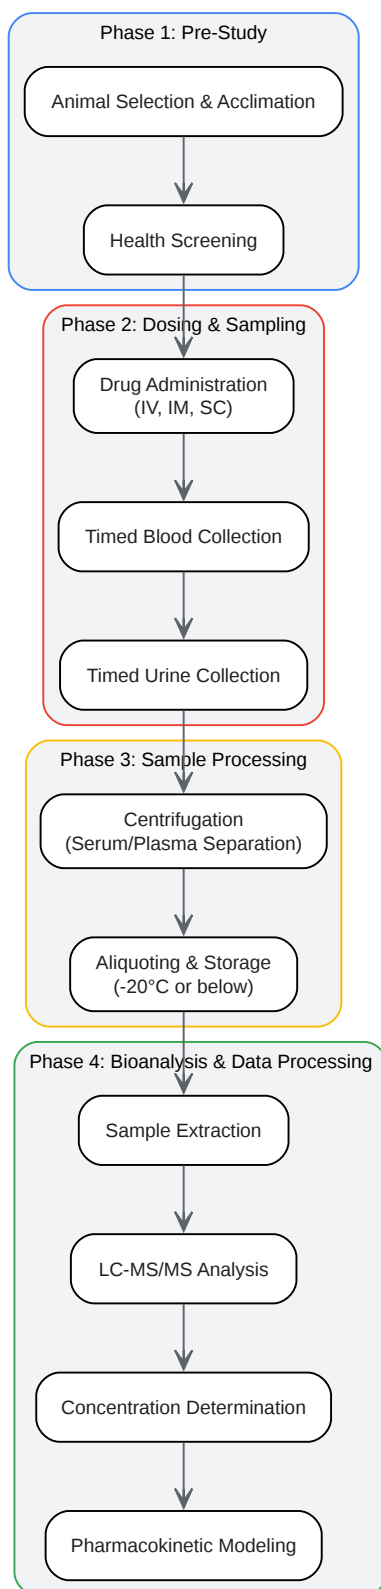 Phase 1: Pre-Study
Animal Selection & Acclimation
Health Screening
Phase 2: Dosing & Sampling
Drug Administration
(IV, IM, SC)
Timed Blood Collection
Timed Urine Collection
Phase 3: Sample Processing
Centrifugation
(Serum/Plasma Separation)
Aliquoting & Storage
(-20°C or below)
Phase 4: Bioanalysis & Data Processing
Sample Extraction
LC-MS/MS Analysis
Concentration Determination
Pharmacokinetic Modeling